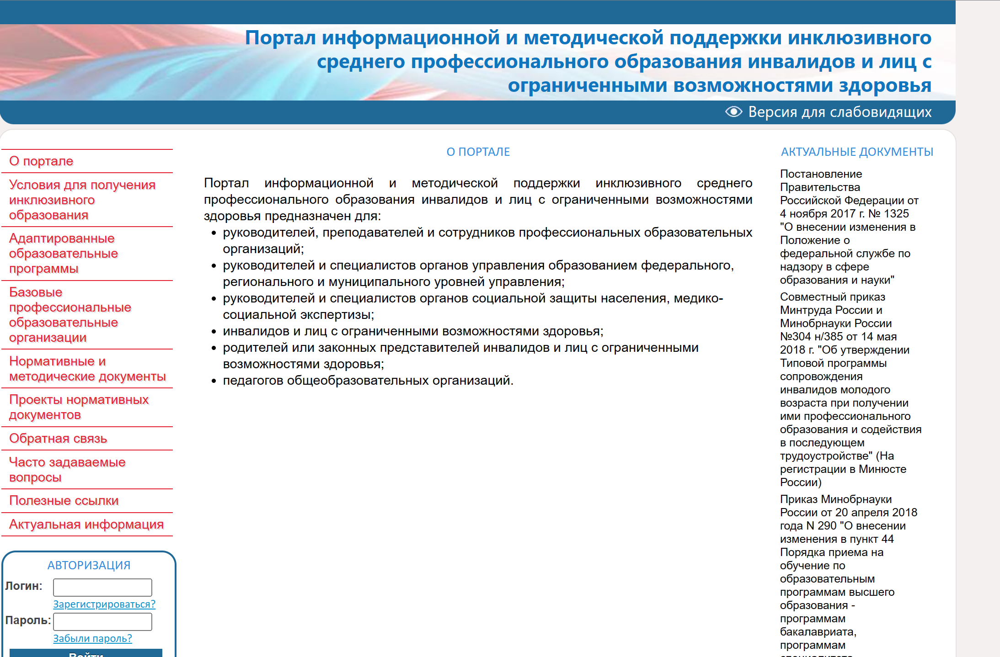 Портал информационной и методической поддержки инклюзивного
среднего профессионального образования инвалидов и лиц с
ограниченными возможностями здоровья
Версия для слабовидящих
О портале
Условия для получения
инклюзивного
образования
Адаптированные
образовательные
программы
Базовые
профессиональные
образовательные
организации
Нормативные и
методические документы
Проекты нормативных
документов
Обратная связь
Часто задаваемые
вопросы
Полезные ссылки
Актуальная информация
АВТОРИЗАЦИЯ
Логин:
Зарегистрироваться?
Пароль:
Забыли пароль?
Войти
О ПОРТАЛЕ
Портал информационной и методической поддержки инклюзивного среднего
профессионального образования инвалидов и лиц с ограниченными возможностями
здоровья предназначен для:
• руководителей, преподавателей и сотрудников профессиональных образовательных
организаций;
• руководителей и специалистов органов управления образованием федерального,
регионального и муниципального уровней управления;
• руководителей и специалистов органов социальной защиты населения, медико-
социальной экспертизы;
• инвалидов и лиц с ограниченными возможностями здоровья;
• родителей или законных представителей инвалидов и лиц с ограниченными
возможностями здоровья;
• педагогов общеобразовательных организаций.
АКТУАЛЬНЫЕ ДОКУМЕНТЫ
Постановление
Правительства
Российской Федерации от
4 ноября 2017 г. № 1325
"О внесении изменения в
Положение о
федеральной службе по
надзору в сфере
образования и науки"
Совместный приказ
Минтруда России и
Минобрнауки России
№304 н/385 от 14 мая
2018 г. "Об утверждении
Типовой программы
сопровождения
инвалидов молодого
возраста при получении
ими профессионального
образования и содействия
в последующем
трудоустройстве" (На
регистрации в Минюсте
России)
Приказ Минобрнауки
России от 20 апреля 2018
года N 290 "О внесении
изменения в пункт 44
Порядка приема на
обучение по
образовательным
программам высшего
образования -
программам
бакалавриата,
программам